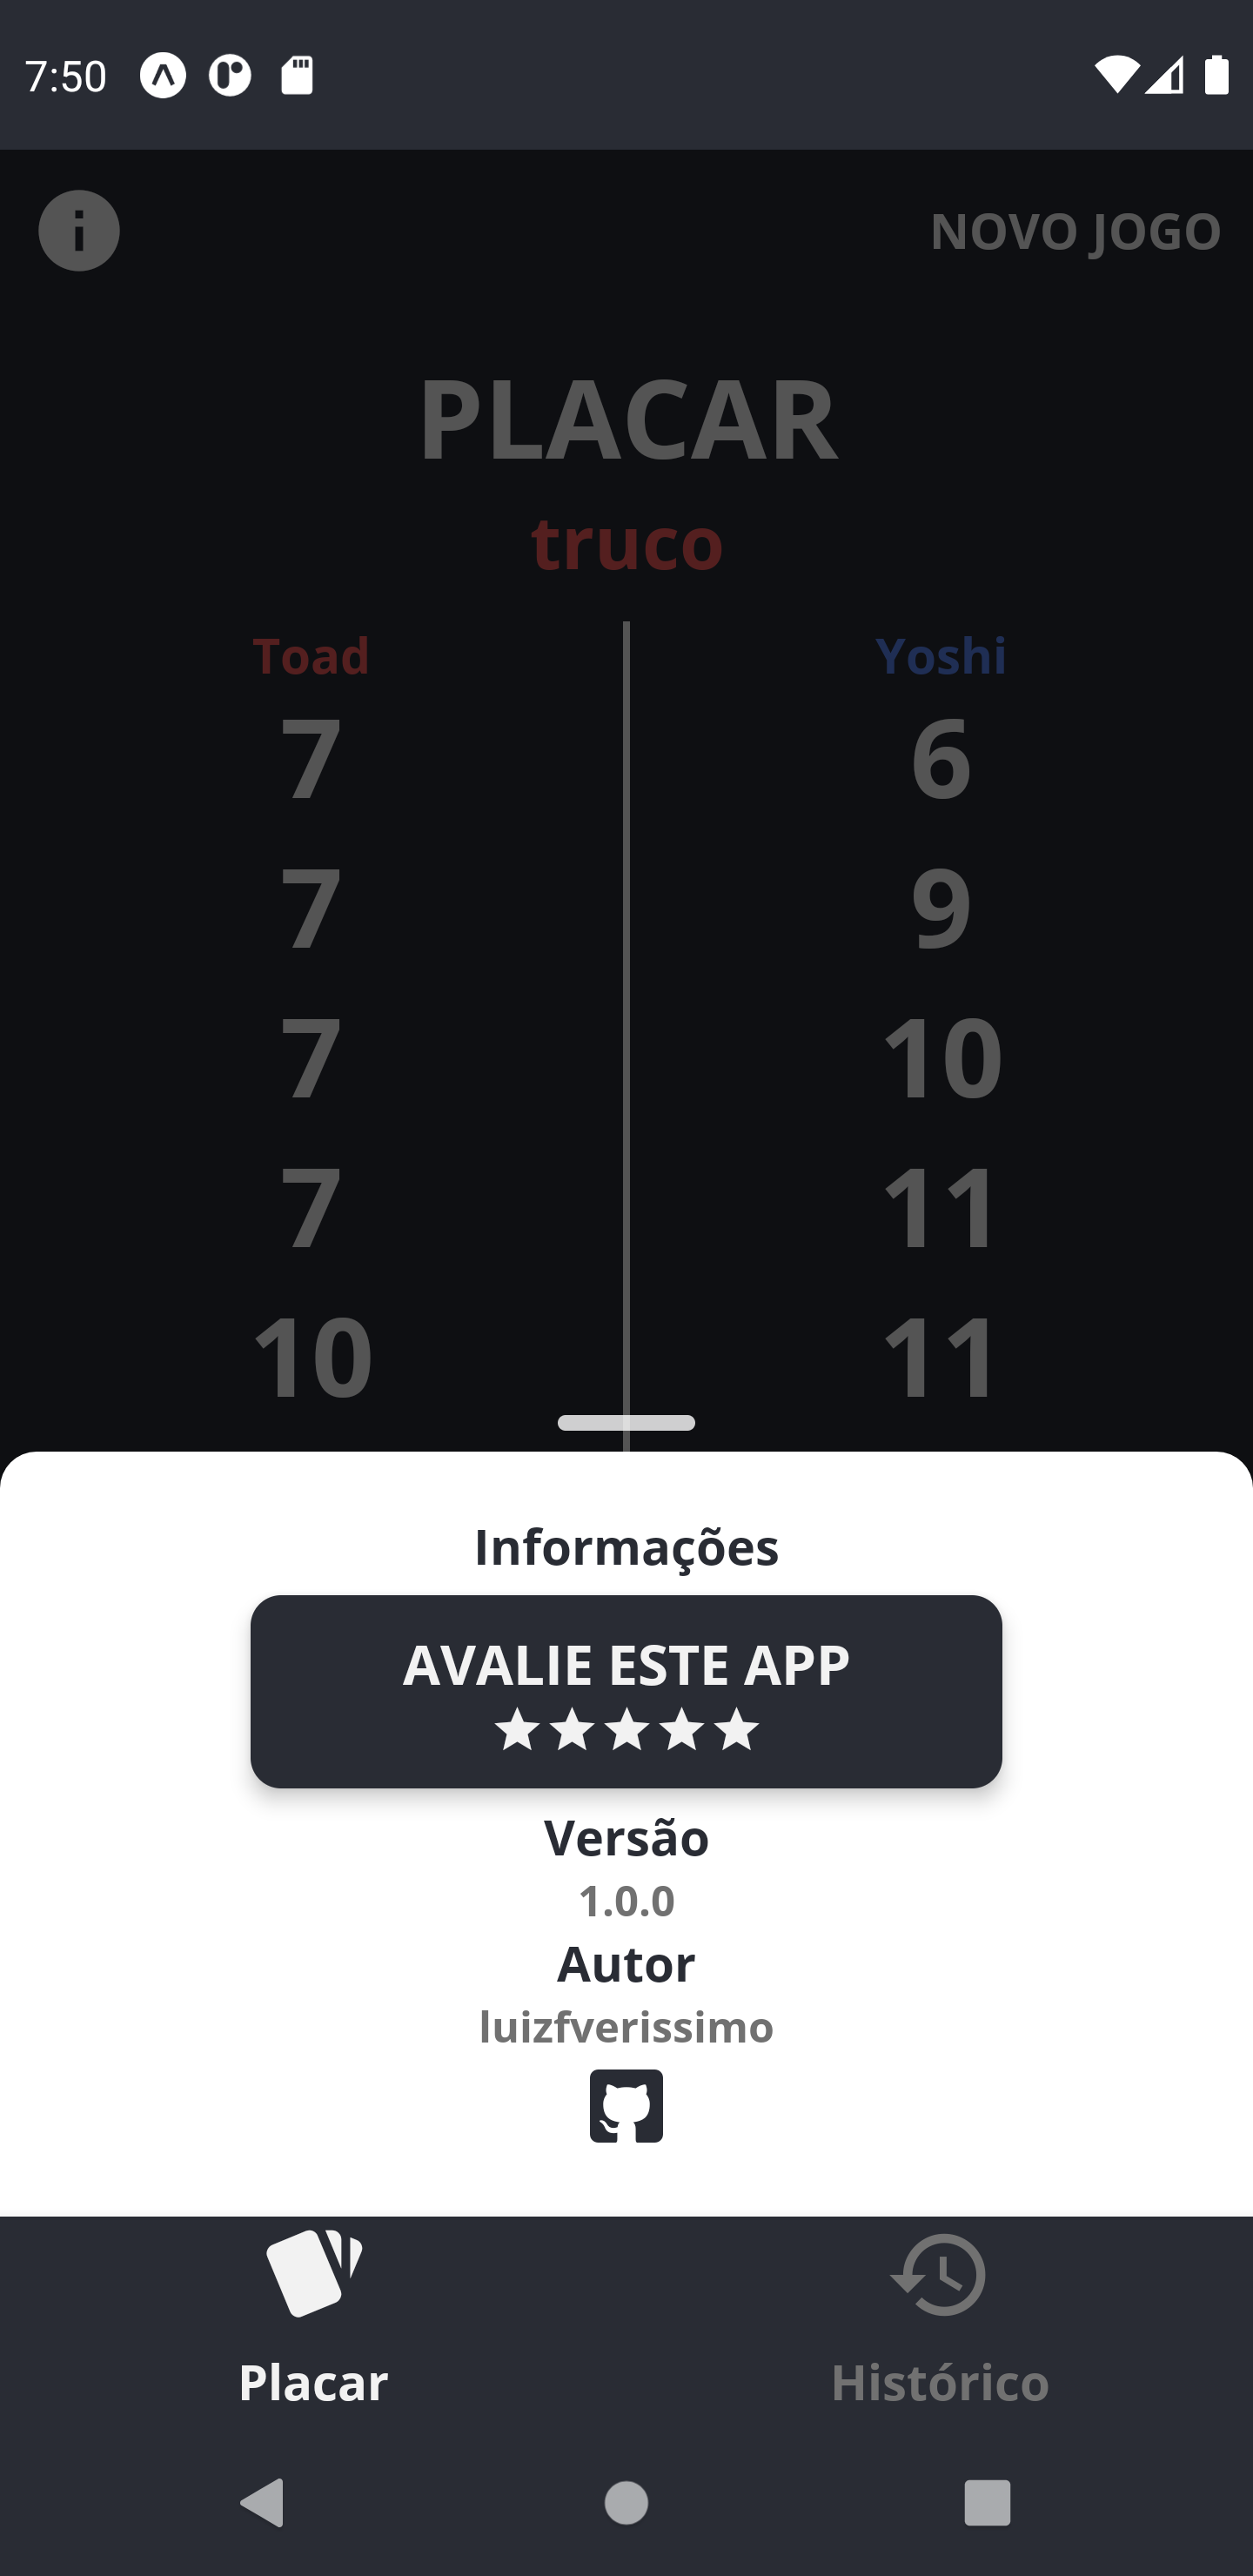 7:50
NOVO JOGO
PLACAR
truco
Toad Yoshi
7 6
7 9
7 10
7 11
10 11
Informações
AVALIE ESTE APP
Versão
1.0.0
Autor
luizfverissimo
Placar Histórico